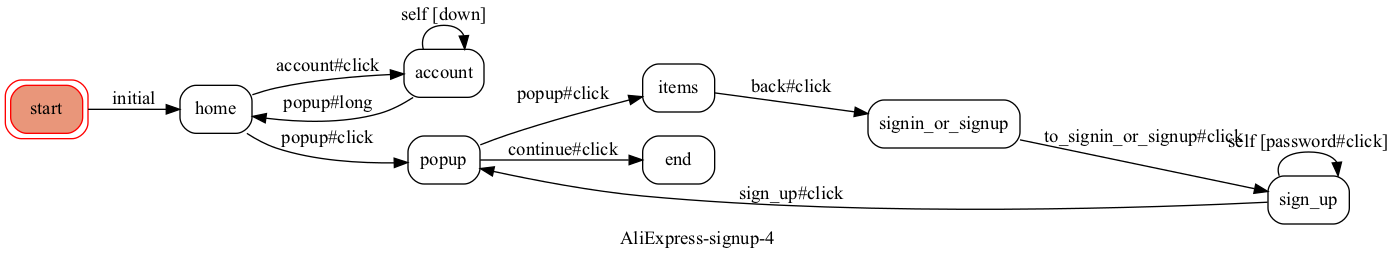 self [down]
account#click
account
start
initial
home
popup#long
popup#click
popup
popup#click
items
back#click
signin_or_signup
continue#click
end
to_signin_or_signup#click
self [password#click]
sign_up
sign_up#click
AliExpress-signup-4